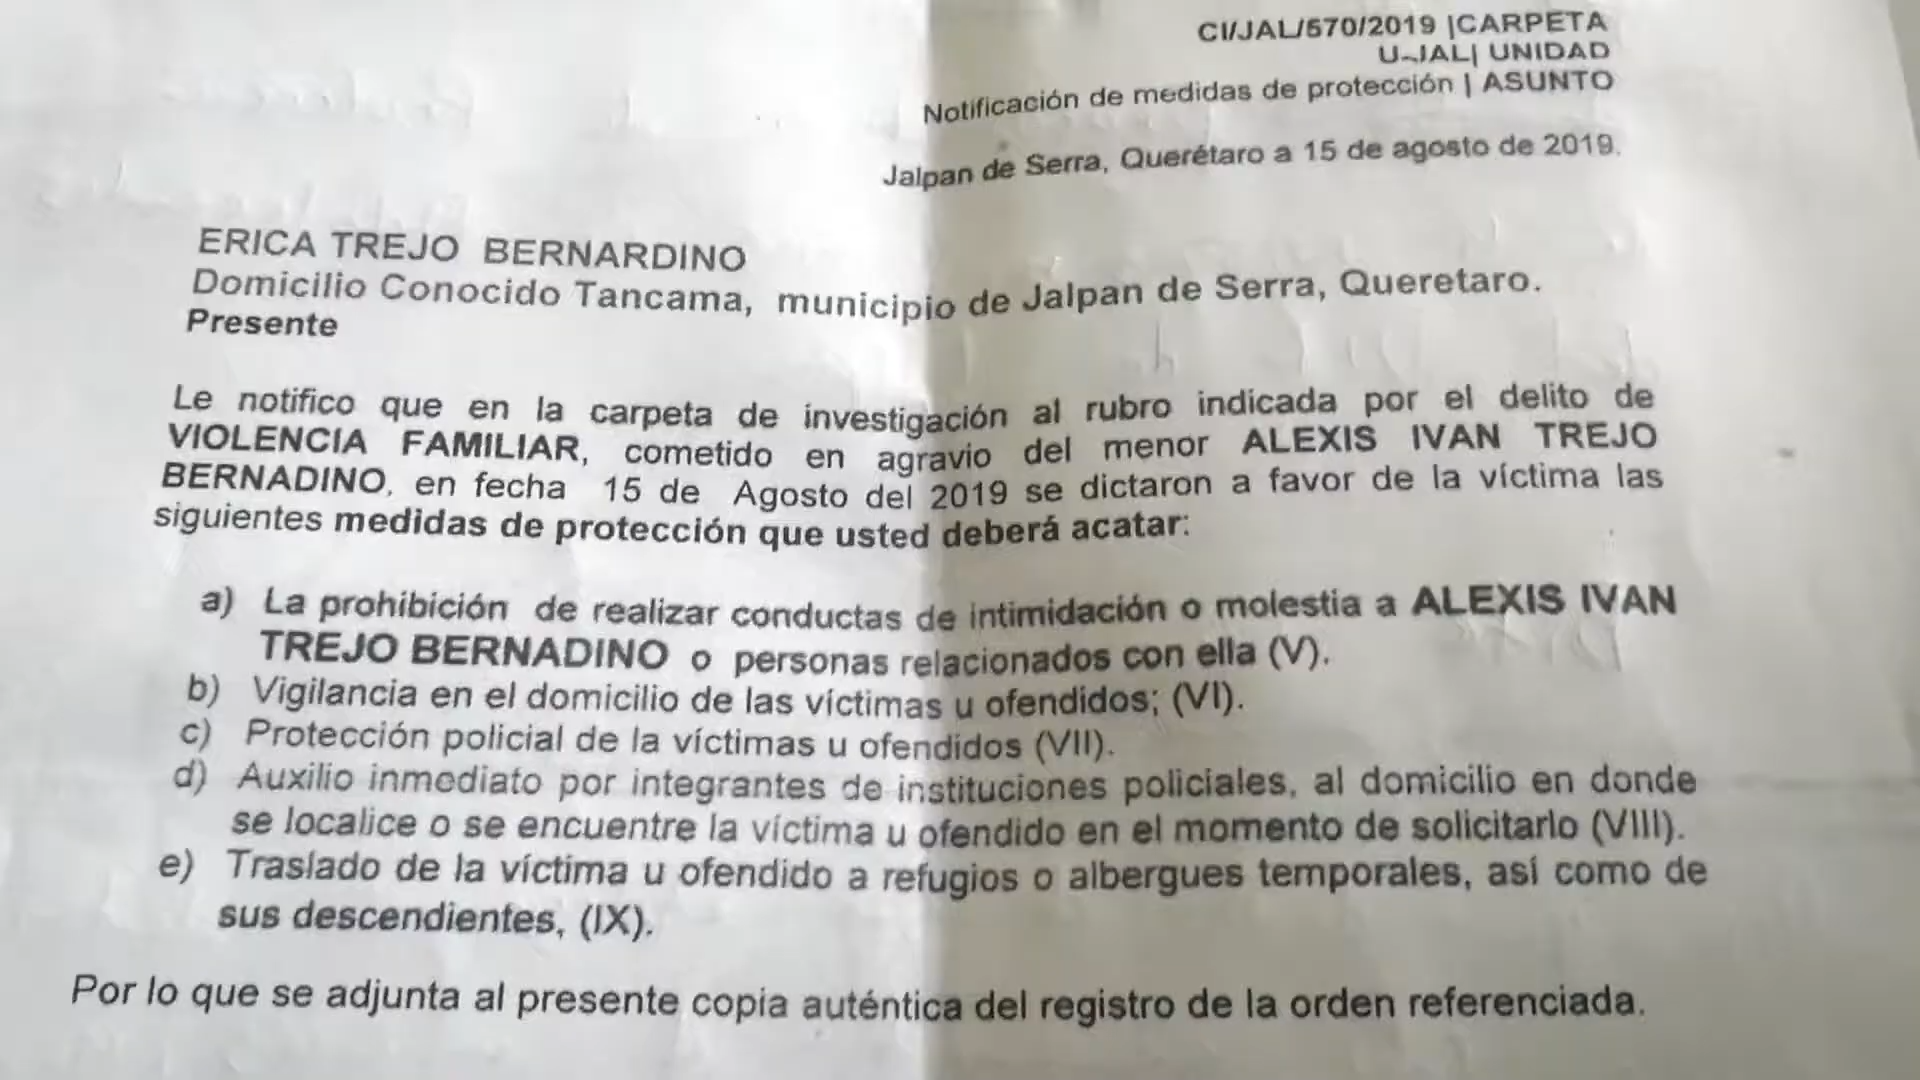 CI/JAL/570/2019 |CARPETA
U-JAL| UNIDAD
Notificación de medidas de protección | ASUNTO
Jalpan de Serra, Querétaro a 15 de agosto de 2019.
ERICA TREJO BERNARDINO
Domicilio Conocido Tancama, municipio de Jalpan de Serra, Queretaro.
Presente
Le notifico que en la carpeta de investigación al rubro indicada por el delito de
VIOLENCIA FAMILIAR, cometido en agravio del menor ALEXIS IVAN TREJO
BERNADINO, en fecha 15 de Agosto del 2019 se dictaron a favor de la víctima las
siguientes medidas de protección que usted deberá acatar:
a) La prohibición de realizar conductas de intimidación o molestia a ALEXIS IVAN
TREJO BERNADINO o personas relacionados con ella (V).
b) Vigilancia en el domicilio de las víctimas u ofendidos; (VI).
c) Protección policial de la víctimas u ofendidos (VII).
d) Auxilio inmediato por integrantes de instituciones policiales, al domicilio en donde
se localice o se encuentre la víctima u ofendido en el momento de solicitarlo (VIII).
e) Traslado de la víctima u ofendido a refugios o albergues temporales, así como de
sus descendientes, (IX).
Por lo que se adjunta al presente copia auténtica del registro de la orden referenciada.